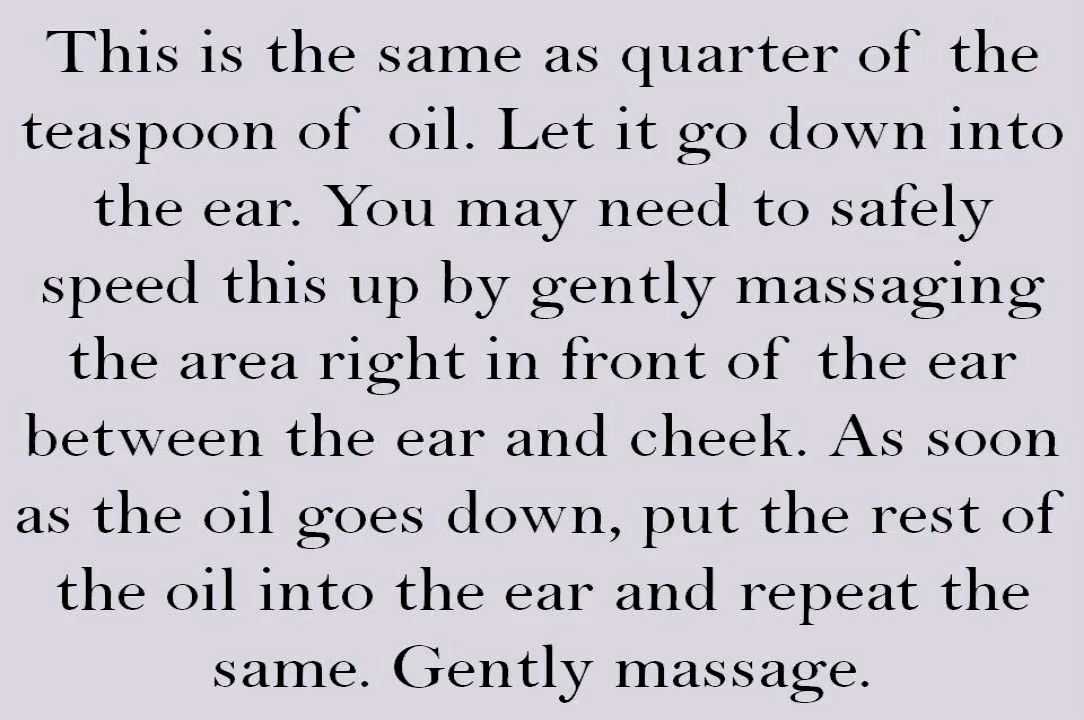 This is the same as quarter of the
teaspoon of oil. Let it go down into
the ear. You may need to safely
speed this up by gently massaging
the area right in front of the ear
between the ear and cheek. As soon
as the oil goes down, put the rest of
the oil into the ear and repeat the
same. Gently massage.